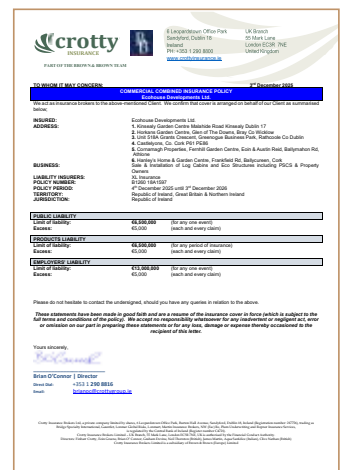 crotty
INSURANCE
PART OF THE BROWN & BROWN TEAM
6 Leopardstown Office Park
Sandyford, Dublin 18
Ireland
PH: +353 1 290 8800
www.crottyinsurance.ie
UK Branch
55 Mark Lane
London EC3R 7NE
United Kingdom
TO WHOM IT MAY CONCERN: 3rd December 2025
COMMERCIAL COMBINED INSURANCE POLICY
Ecohouse Developments Ltd.
We act as insurance brokers to the above-mentioned Client. We confirm that cover is arranged on behalf of our Client as summarised
below;
INSURED: Ecohouse Developments Ltd.
ADDRESS: 1. Kinsealy Garden Centre Malahide Road Kinsealy Dublin 17
2. Horkans Garden Centre, Glen of The Downs, Bray Co Wicklow
3. Unit 518A Grants Crescent, Greenogue Business Park, Rathcoole Co Dublin
4. Castlelyons, Co. Cork P61 PE86
5. Cornamagh Properties, Fernhill Garden Centre, Eoin & Austin Reid, Ballymahon Rd,
Athlone
6. Hanley's Home & Garden Centre, Frankfield Rd, Ballycurreen, Cork
BUSINESS: Sale & Installation of Log Cabins and Eco Structures including PSCS & Property
Owners
LIABILITY INSURERS: XL Insurance
POLICY NUMBER: B1260 18A1597
POLICY PERIOD: 4th December 2025 until 3rd December 2026
TERRITORY: Republic of Ireland, Great Britain & Northern Ireland
JURISDICTION: Republic of Ireland
PUBLIC LIABILITY
Limit of liability: €6,500,000 (for any one event)
Excess: €5,000 (each and every claim)
PRODUCTS LIABILITY
Limit of liability: €6,500,000 (for any period of insurance)
Excess: €5,000 (each and every claim)
EMPLOYERS' LIABILITY
Limit of liability: €13,000,000 (for any one event)
Excess: €5,000 (each and every claim)
Please do not hesitate to contact the undersigned, should you have any queries in relation to the above.
These statements have been made in good faith and are a resume of the insurance cover in force (which is subject to the
full terms and conditions of the policy). We accept no responsibility whatsoever for any inadvertent or negligent act, error
or omission on our part in preparing these statements or for any loss, damage or expense thereby occasioned to the
recipient of this letter.
Yours sincerely,
Brian O'Connor | Director
Direct Dial: +353 1 290 8816
Email: brianoc@crottygroup.ie